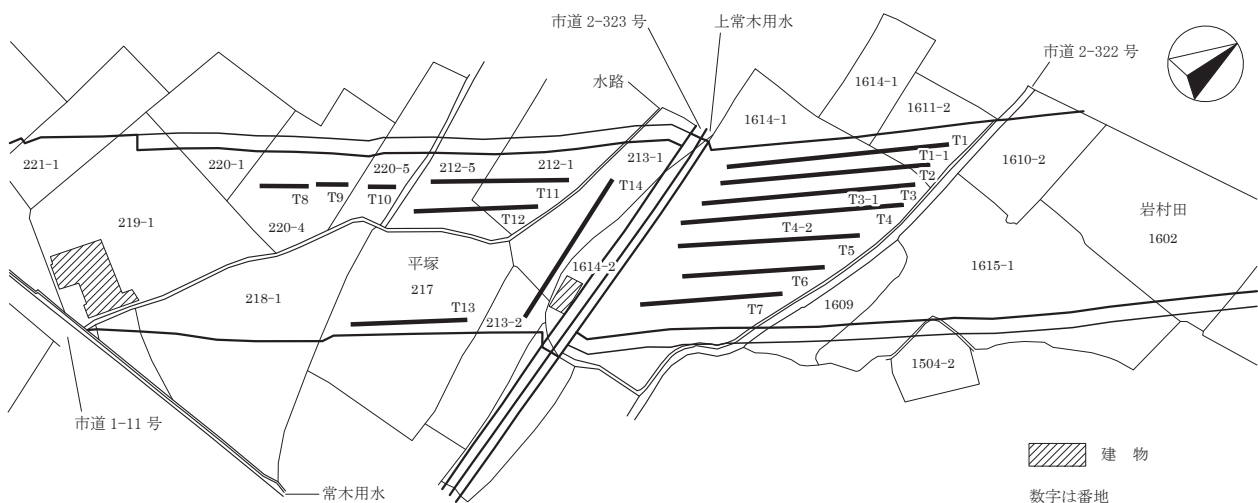 市道 2-323 号
上常木用水
市道 2-322 号
水路
1614-1
1611-2
1614-1
1610-2
岩村田
1602
221-1
220-1
220-5
212-5
212-1
213-1
T1
T1-1
T2
T3
T3-1
T4
T4-2
T5
T6
T7
T8
T9
T10
T11
T12
T14
219-1
220-4
平塚
217
1614-2
1615-1
218-1
T13
213-2
1609
1504-2
市道 1-11 号
常木用水
建 物
数字は番地